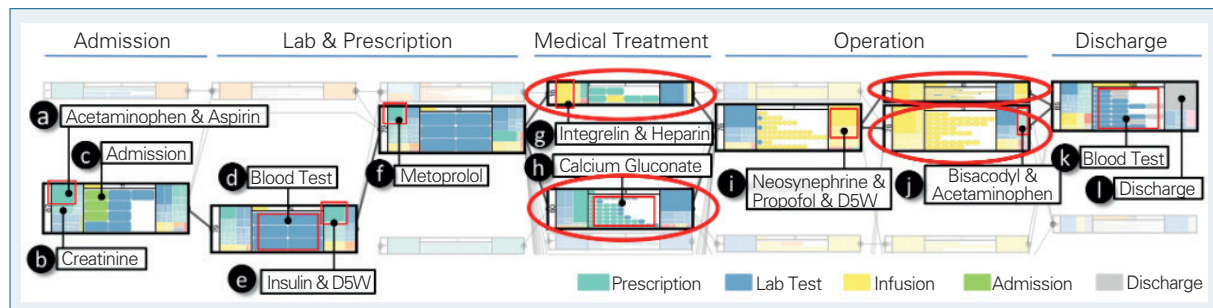 Admission
Lab & Prescription
Medical Treatment
Operation
Discharge
a Acetaminophen & Aspirin
c Admission
d Blood Test
b Creatinine
e Insulin & D5W
f Metoprolol
g Integrelin & Heparin
h Calcium Gluconate
i Neosynephrine &
Propofol & D5W
j Bisacodyl &
Acetaminophen
k Blood Test
l Discharge
Prescription
Lab Test
Infusion
Admission
Discharge